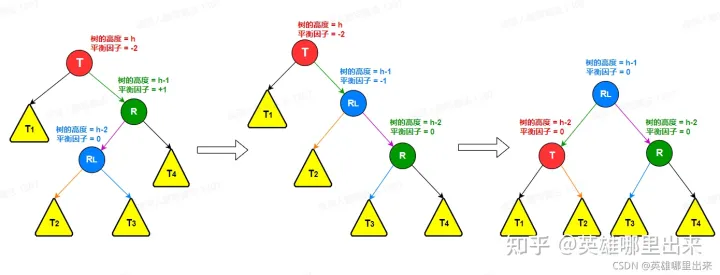 树的高度 = h
平衡因子 = -2
T
树的高度 = h-1
平衡因子 = +1
R
T1
树的高度 = h-2
平衡因子 = 0
RL
T4
T2
T3
树的高度 = h
平衡因子 = -2
T
树的高度 = h-1
平衡因子 = -1
RL
T1
树的高度 = h-2
平衡因子 = 0
R
T2
T3
T4
树的高度 = h-1
平衡因子 = 0
RL
树的高度 = h-2
平衡因子 = 0
T
树的高度 = h-2
平衡因子 = 0
R
T1
T2
T3
T4
知乎 @英雄哪里出来
CSDN @英雄哪里出来